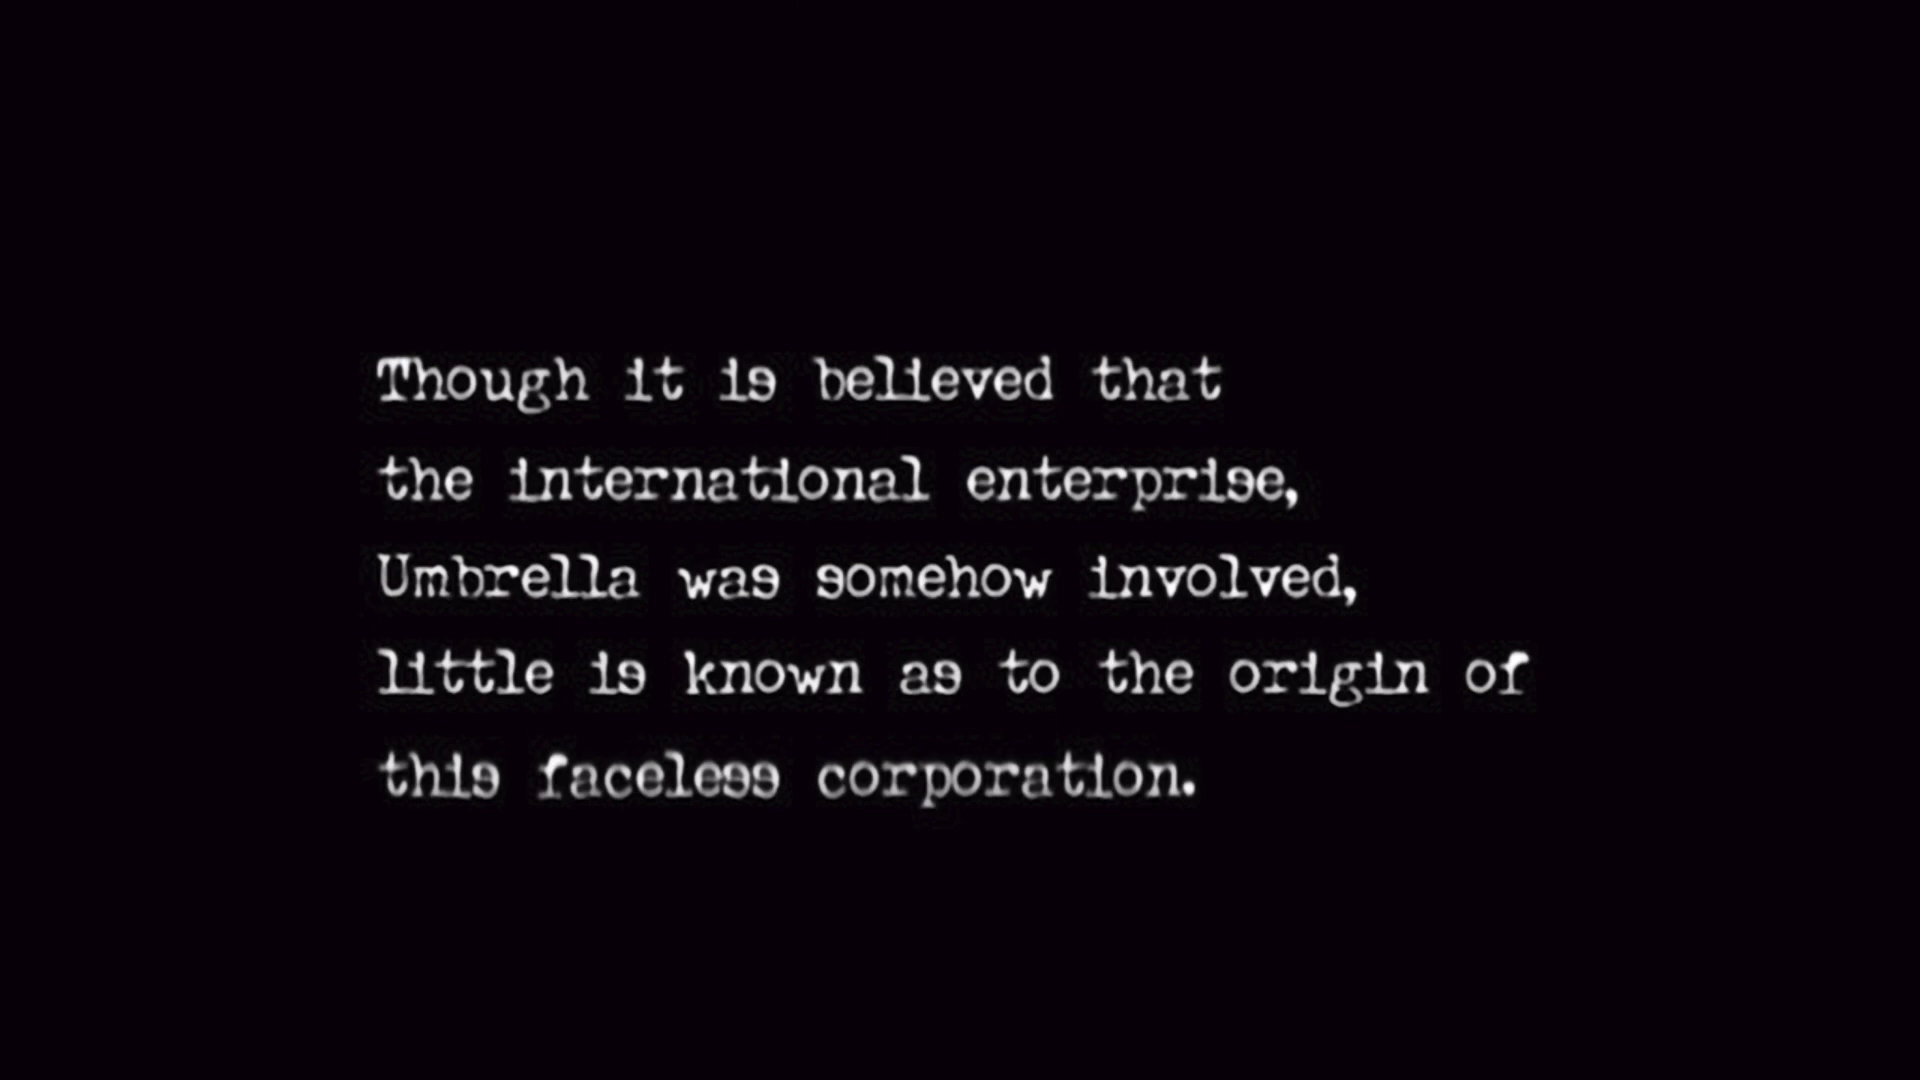 Though it is believed that
the international enterprise,
Umbrella was somehow involved,
little is known as to the origin of
this faceless corporation.